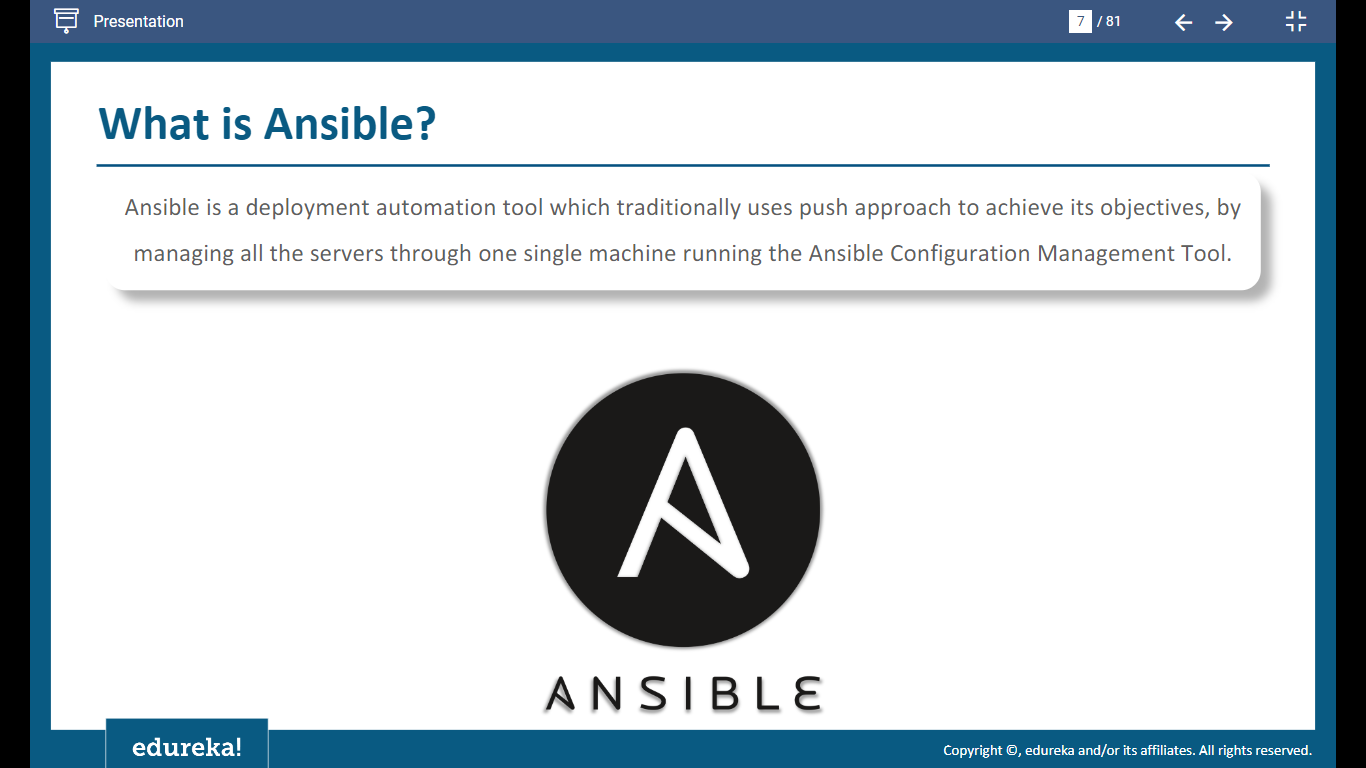 Presentation
7 / 81
What is Ansible?
Ansible is a deployment automation tool which traditionally uses push approach to achieve its objectives, by
managing all the servers through one single machine running the Ansible Configuration Management Tool.
ANSIBLE
edureka!
Copyright ©, edureka and/or its affiliates. All rights reserved.